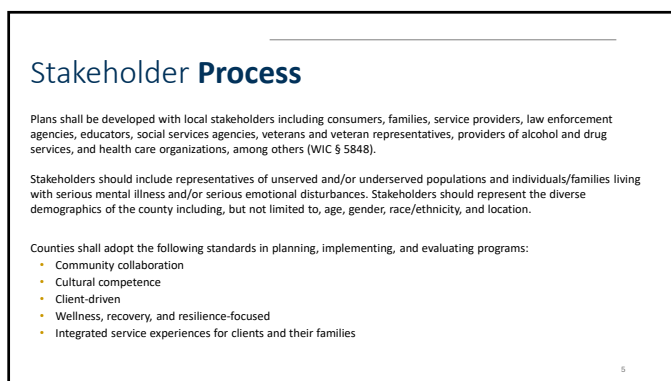 Stakeholder Process
Plans shall be developed with local stakeholders including consumers, families, service providers, law enforcement
agencies, educators, social services agencies, veterans and veteran representatives, providers of alcohol and drug
services, and health care organizations, among others (WIC § 5848).
Stakeholders should include representatives of unserved and/or underserved populations and individuals/families living
with serious mental illness and/or serious emotional disturbances. Stakeholders should represent the diverse
demographics of the county including, but not limited to, age, gender, race/ethnicity, and location.
Counties shall adopt the following standards in planning, implementing, and evaluating programs:
• Community collaboration
• Cultural competence
• Client-driven
• Wellness, recovery, and resilience-focused
• Integrated service experiences for clients and their families
5